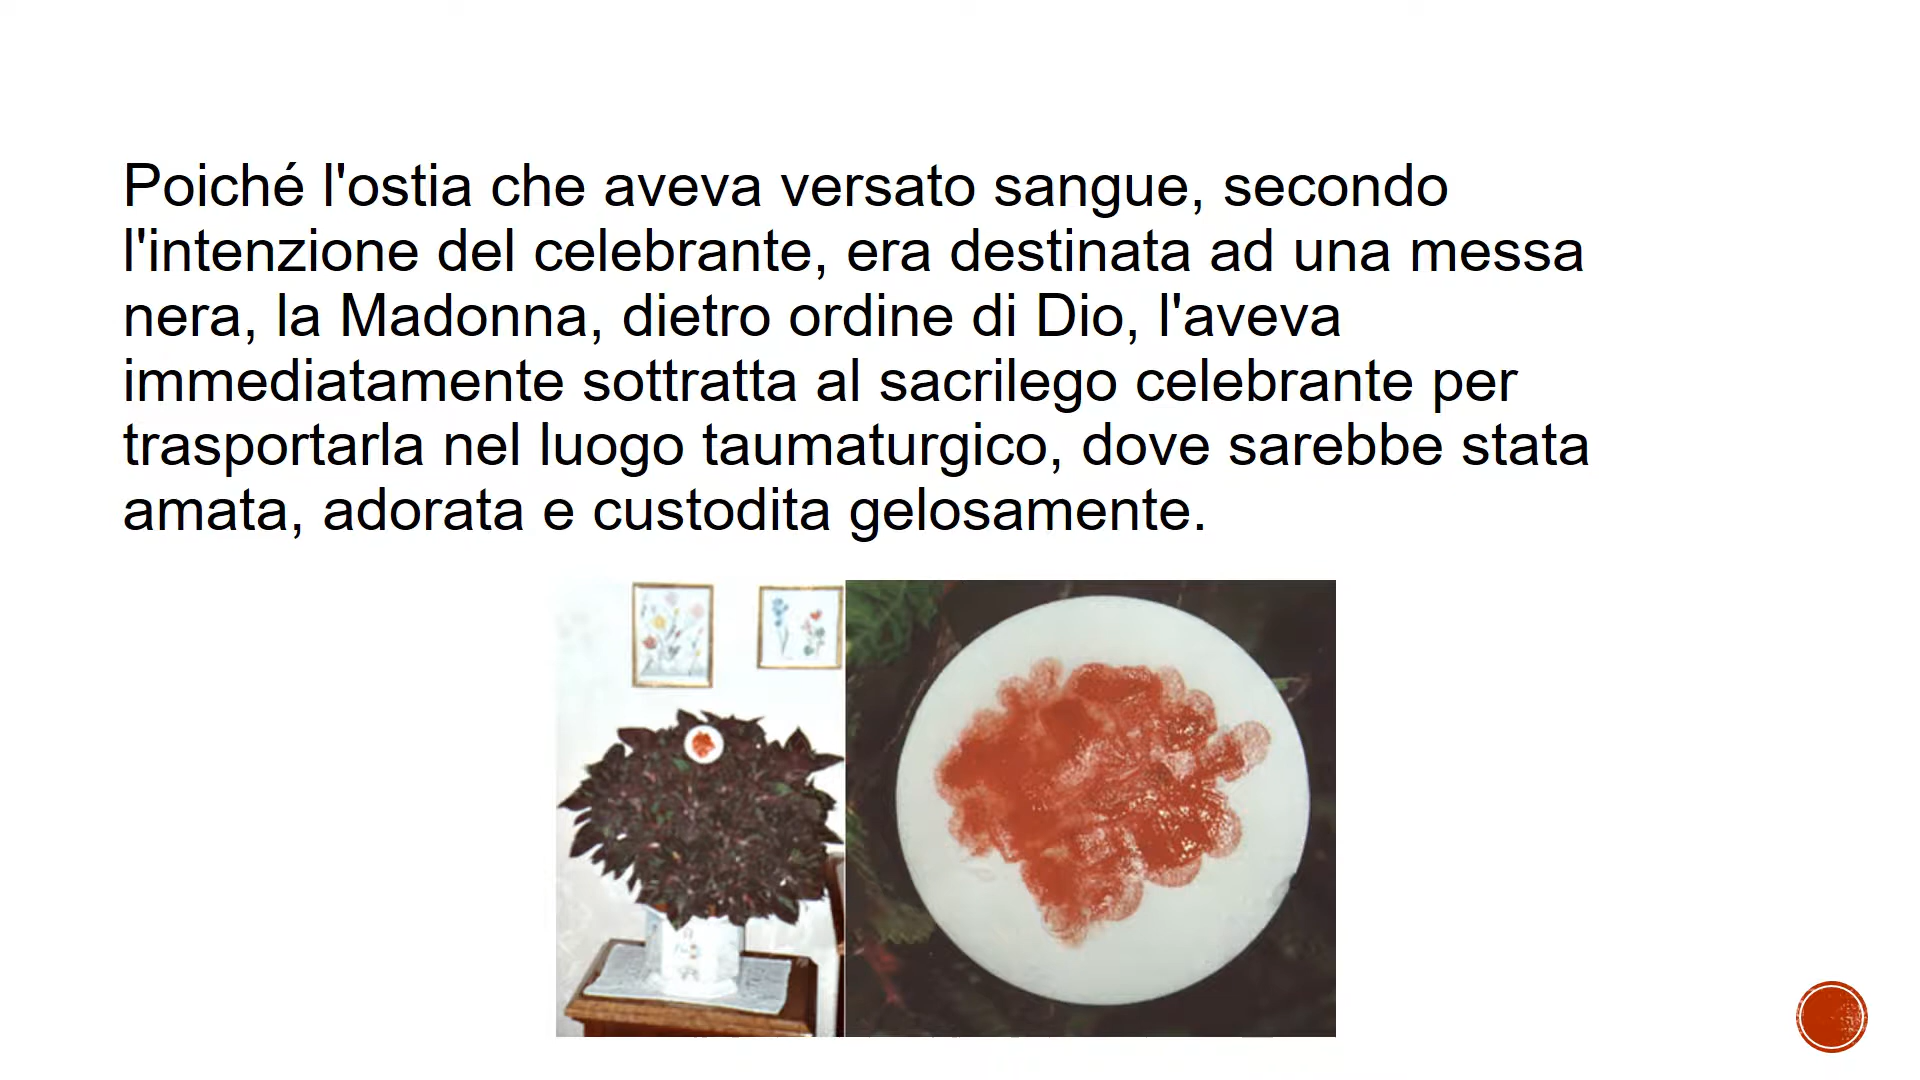 Poiché l'ostia che aveva versato sangue, secondo
l'intenzione del celebrante, era destinata ad una messa
nera, la Madonna, dietro ordine di Dio, l'aveva
immediatamente sottratta al sacrilego celebrante per
trasportarla nel luogo taumaturgico, dove sarebbe stata
amata, adorata e custodita gelosamente.